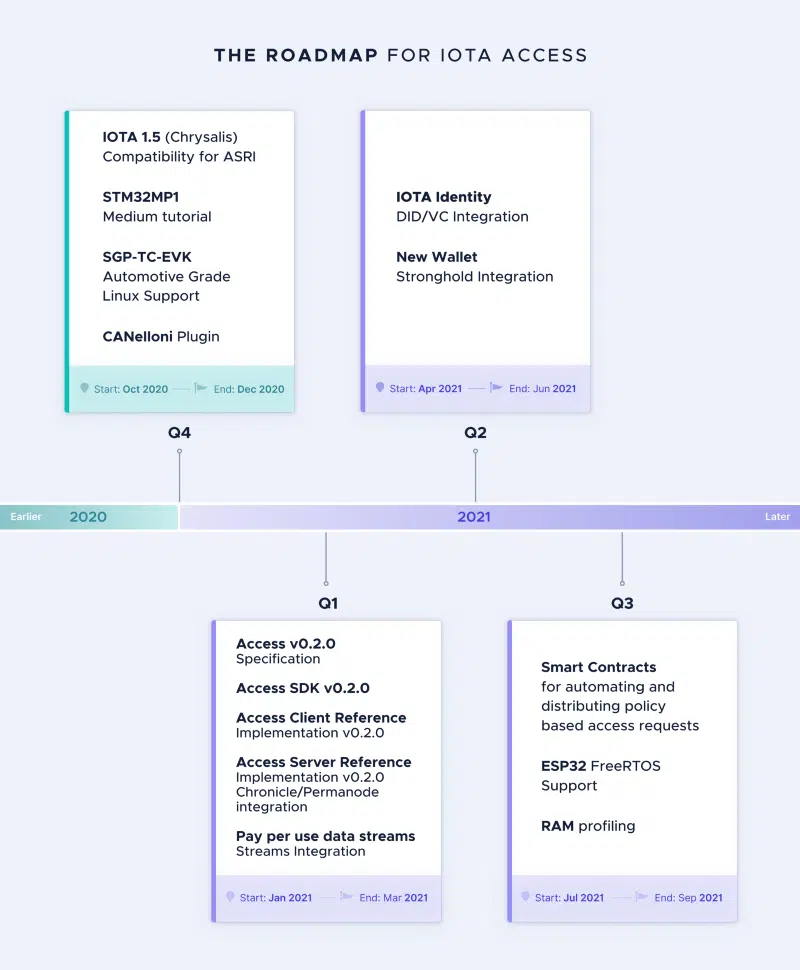 THE ROADMAP FOR IOTA ACCESS
IOTA 1.5 (Chrysalis)
Compatibility for ASRI
STM32MP1
Medium tutorial
SGP-TC-EVK
Automotive Grade
Linux Support
CANelloni Plugin
Start: Oct 2020
End: Dec 2020
Q4
IOTA Identity
DID/VC Integration
New Wallet
Stronghold Integration
Start: Apr 2021
End: Jun 2021
Q2
Earlier
2020
2021
Later
Q1
Access v0.2.0
Specification
Access SDK v0.2.0
Access Client Reference
Implementation v0.2.0
Access Server Reference
Implementation v0.2.0
Chronicle/Permanode
integration
Pay per use data streams
Streams Integration
Start: Jan 2021
End: Mar 2021
Q3
Smart Contracts
for automating and
distributing policy
based access requests
ESP32 FreeRTOS
Support
RAM profiling
Start: Jul 2021
End: Sep 2021